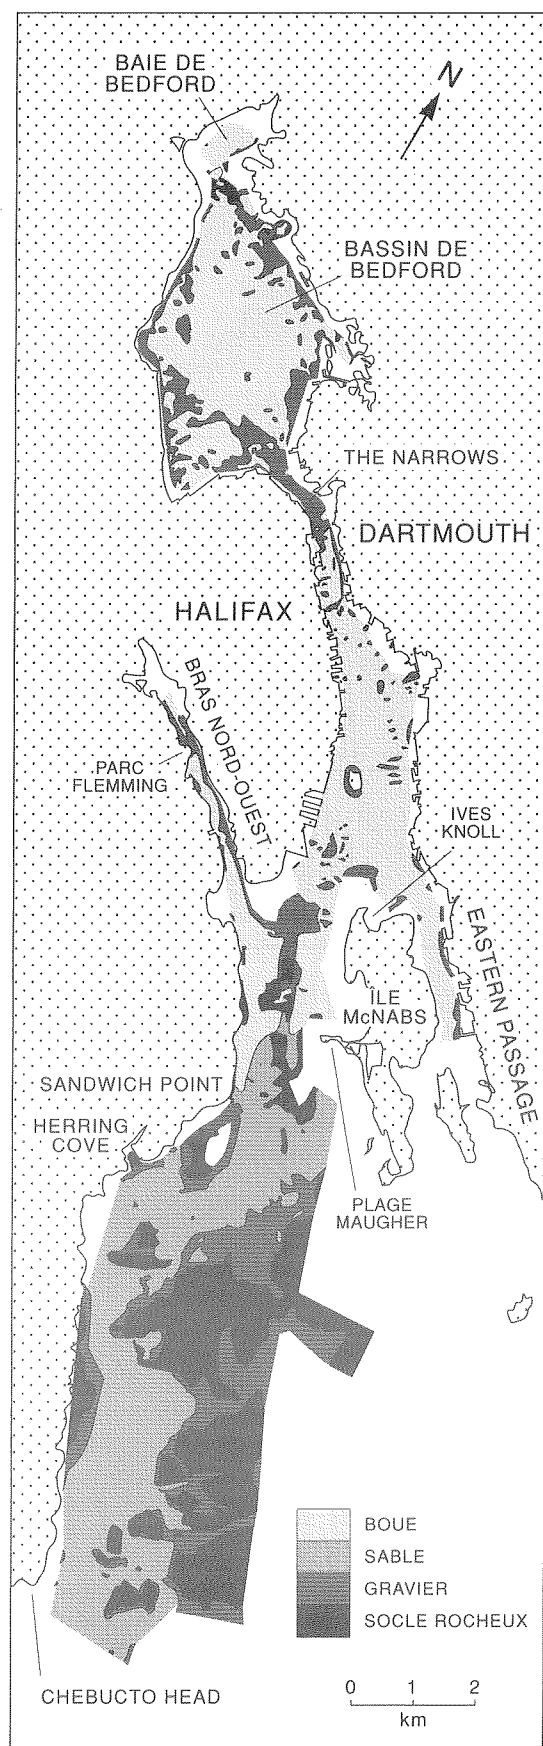 BAIE DE
BEDFORD
N
BASSIN DE
BEDFORD
THE NARROWS
DARTMOUTH
HALIFAX
BRAS NORD-OUEST
PARC
FLEMMING
IVES
KNOLL
EASTERN PASSAGE
ÎLE
McNABS
SANDWICH POINT
HERRING
COVE
PLAGE
MAUGHER
BOUE
SABLE
GRAVIER
SOCLE ROCHEUX
CHEBUCTO HEAD
0 1 2
km